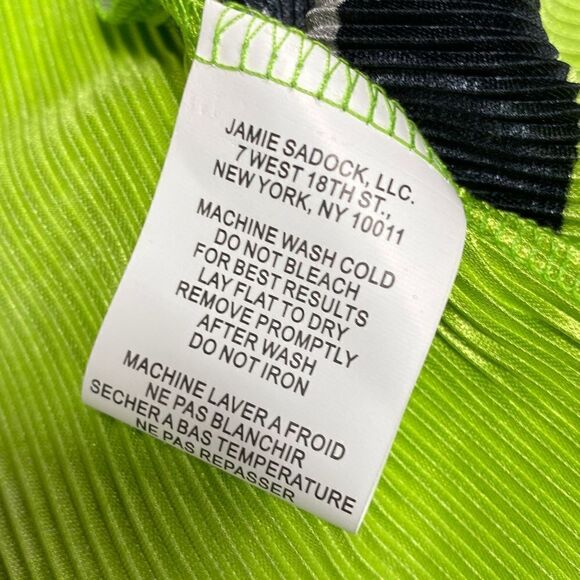 JAMIE SADOCK, LLC.
7 WEST 18TH ST.,
NEW YORK, NY 10011
MACHINE WASH COLD
DO NOT BLEACH
FOR BEST RESULTS
LAY FLAT TO DRY
REMOVE PROMPTLY
AFTER WASH
DO NOT IRON
MACHINE LAVER A FROID
NE PAS BLANCHIR
SECHER A BAS TEMPERATURE
NE PAS REPASSER